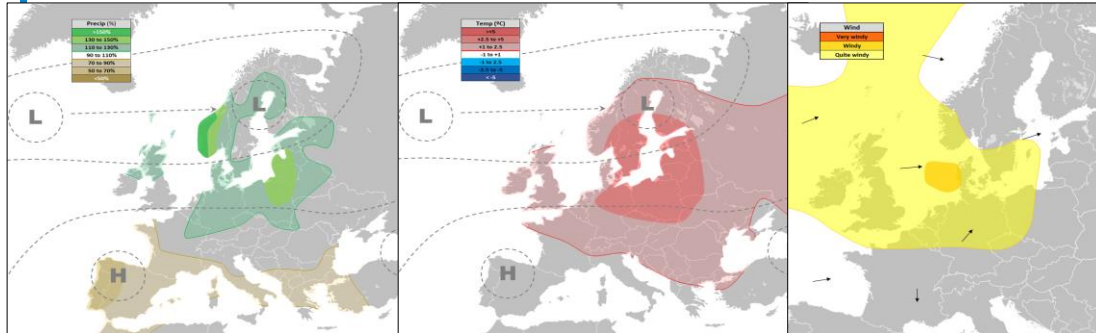 Precip (%)
>150%
130 to 150%
110 to 130%
90 to 110%
70 to 90%
50 to 70%
<50%
L
L
H
Temp (ºC)
>+5
+2.5 to +5
+1 to 2.5
-1 to +1
-1 to 2.5
-2.5 to -5
< -5
L
L
H
Wind
Very windy
Windy
Quite windy